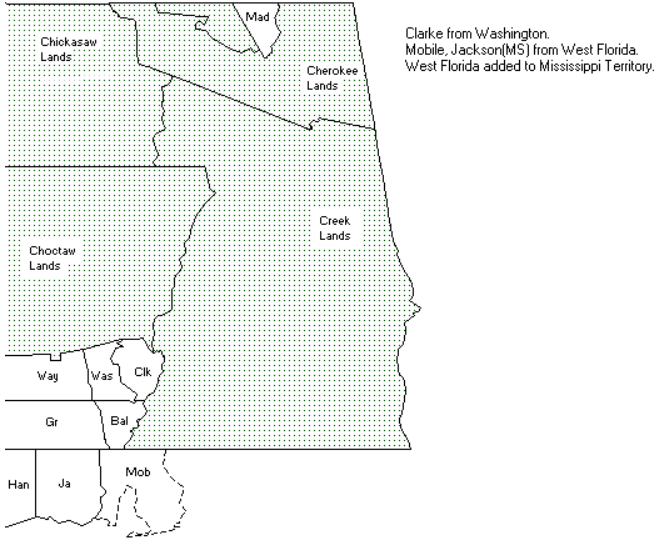 Mad
Chickasaw
Lands
Clarke from Washington.
Mobile, Jackson(MS) from West Florida.
West Florida added to Mississippi Territory.
Cherokee
Lands
Creek
Lands
Choctaw
Lands
Way
Was
Clk
Gr
Bal
Han
Ja
Mob